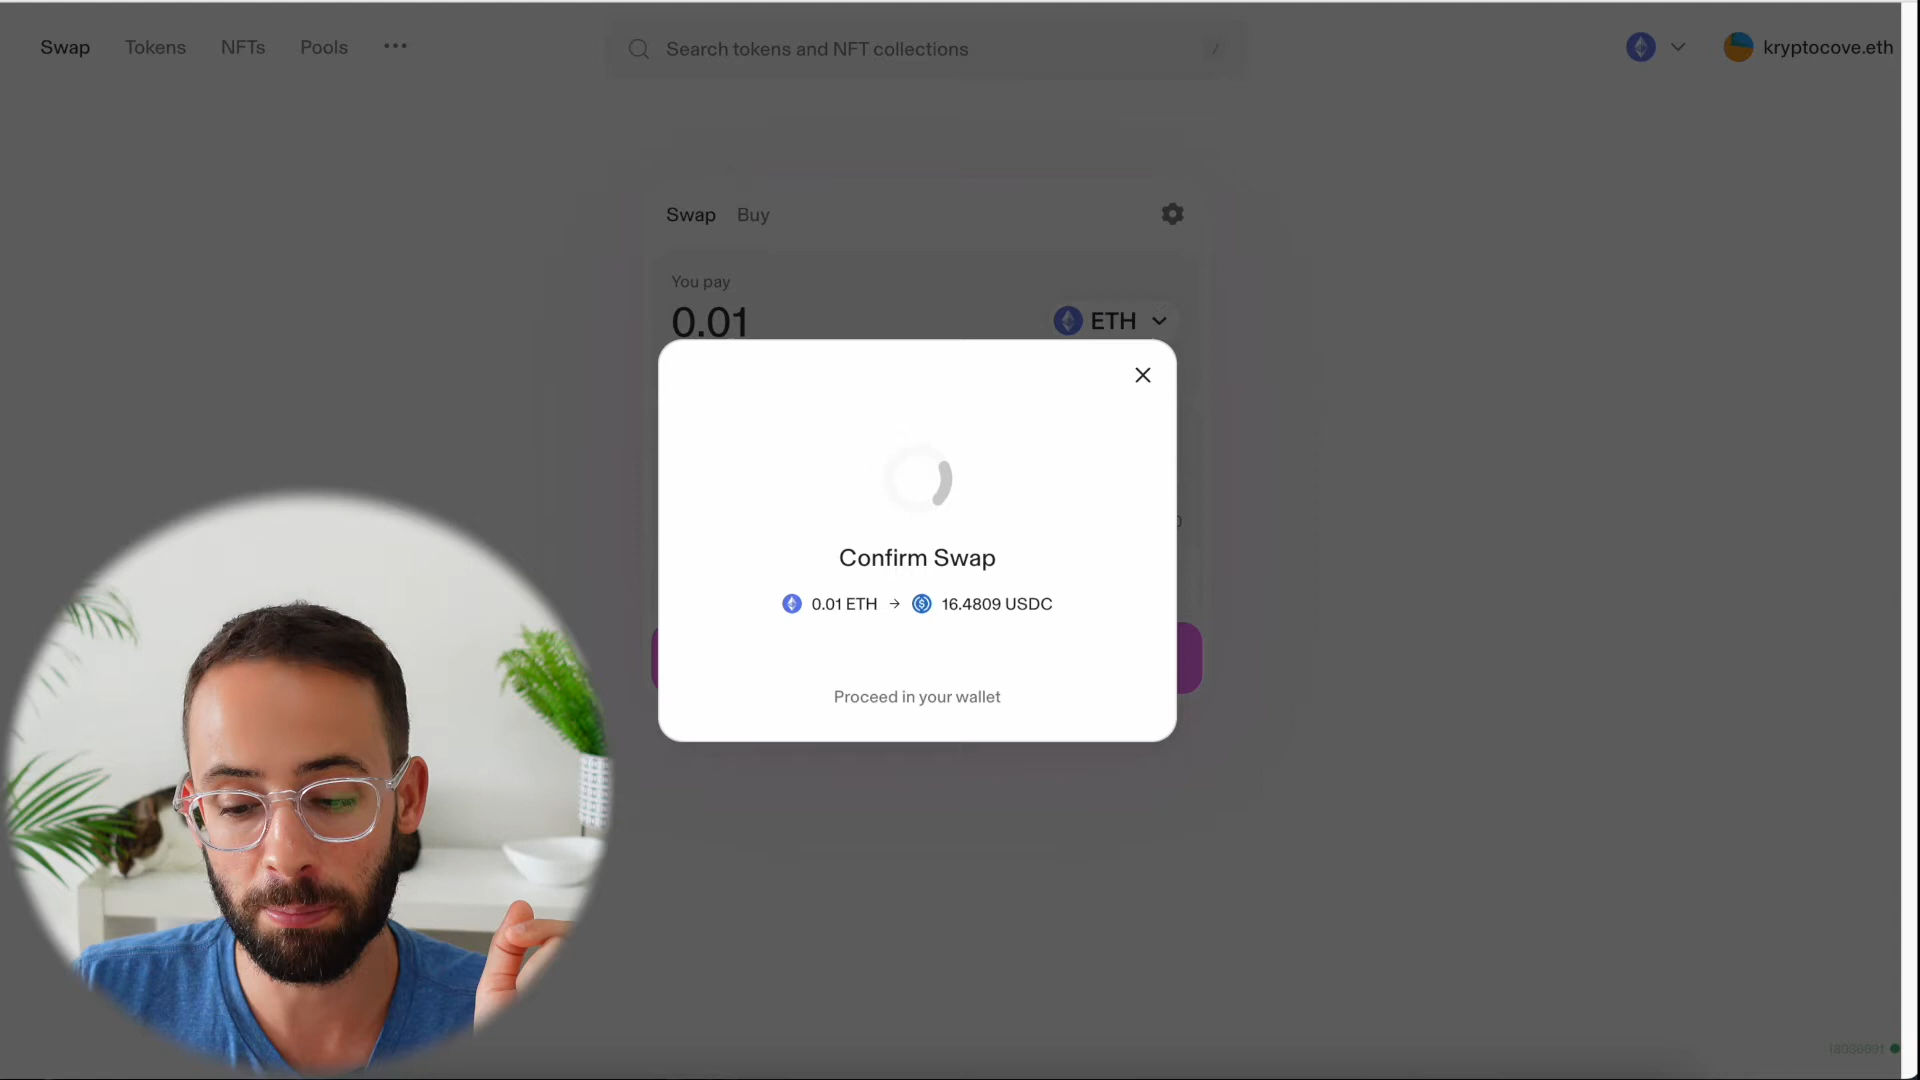 Swap Tokens NFTs Pools
Search tokens and NFT collections
/
kryptocove.eth
Swap Buy
You pay
0.01
ETH
Confirm Swap
0.01 ETH → 16.4809 USDC
Proceed in your wallet